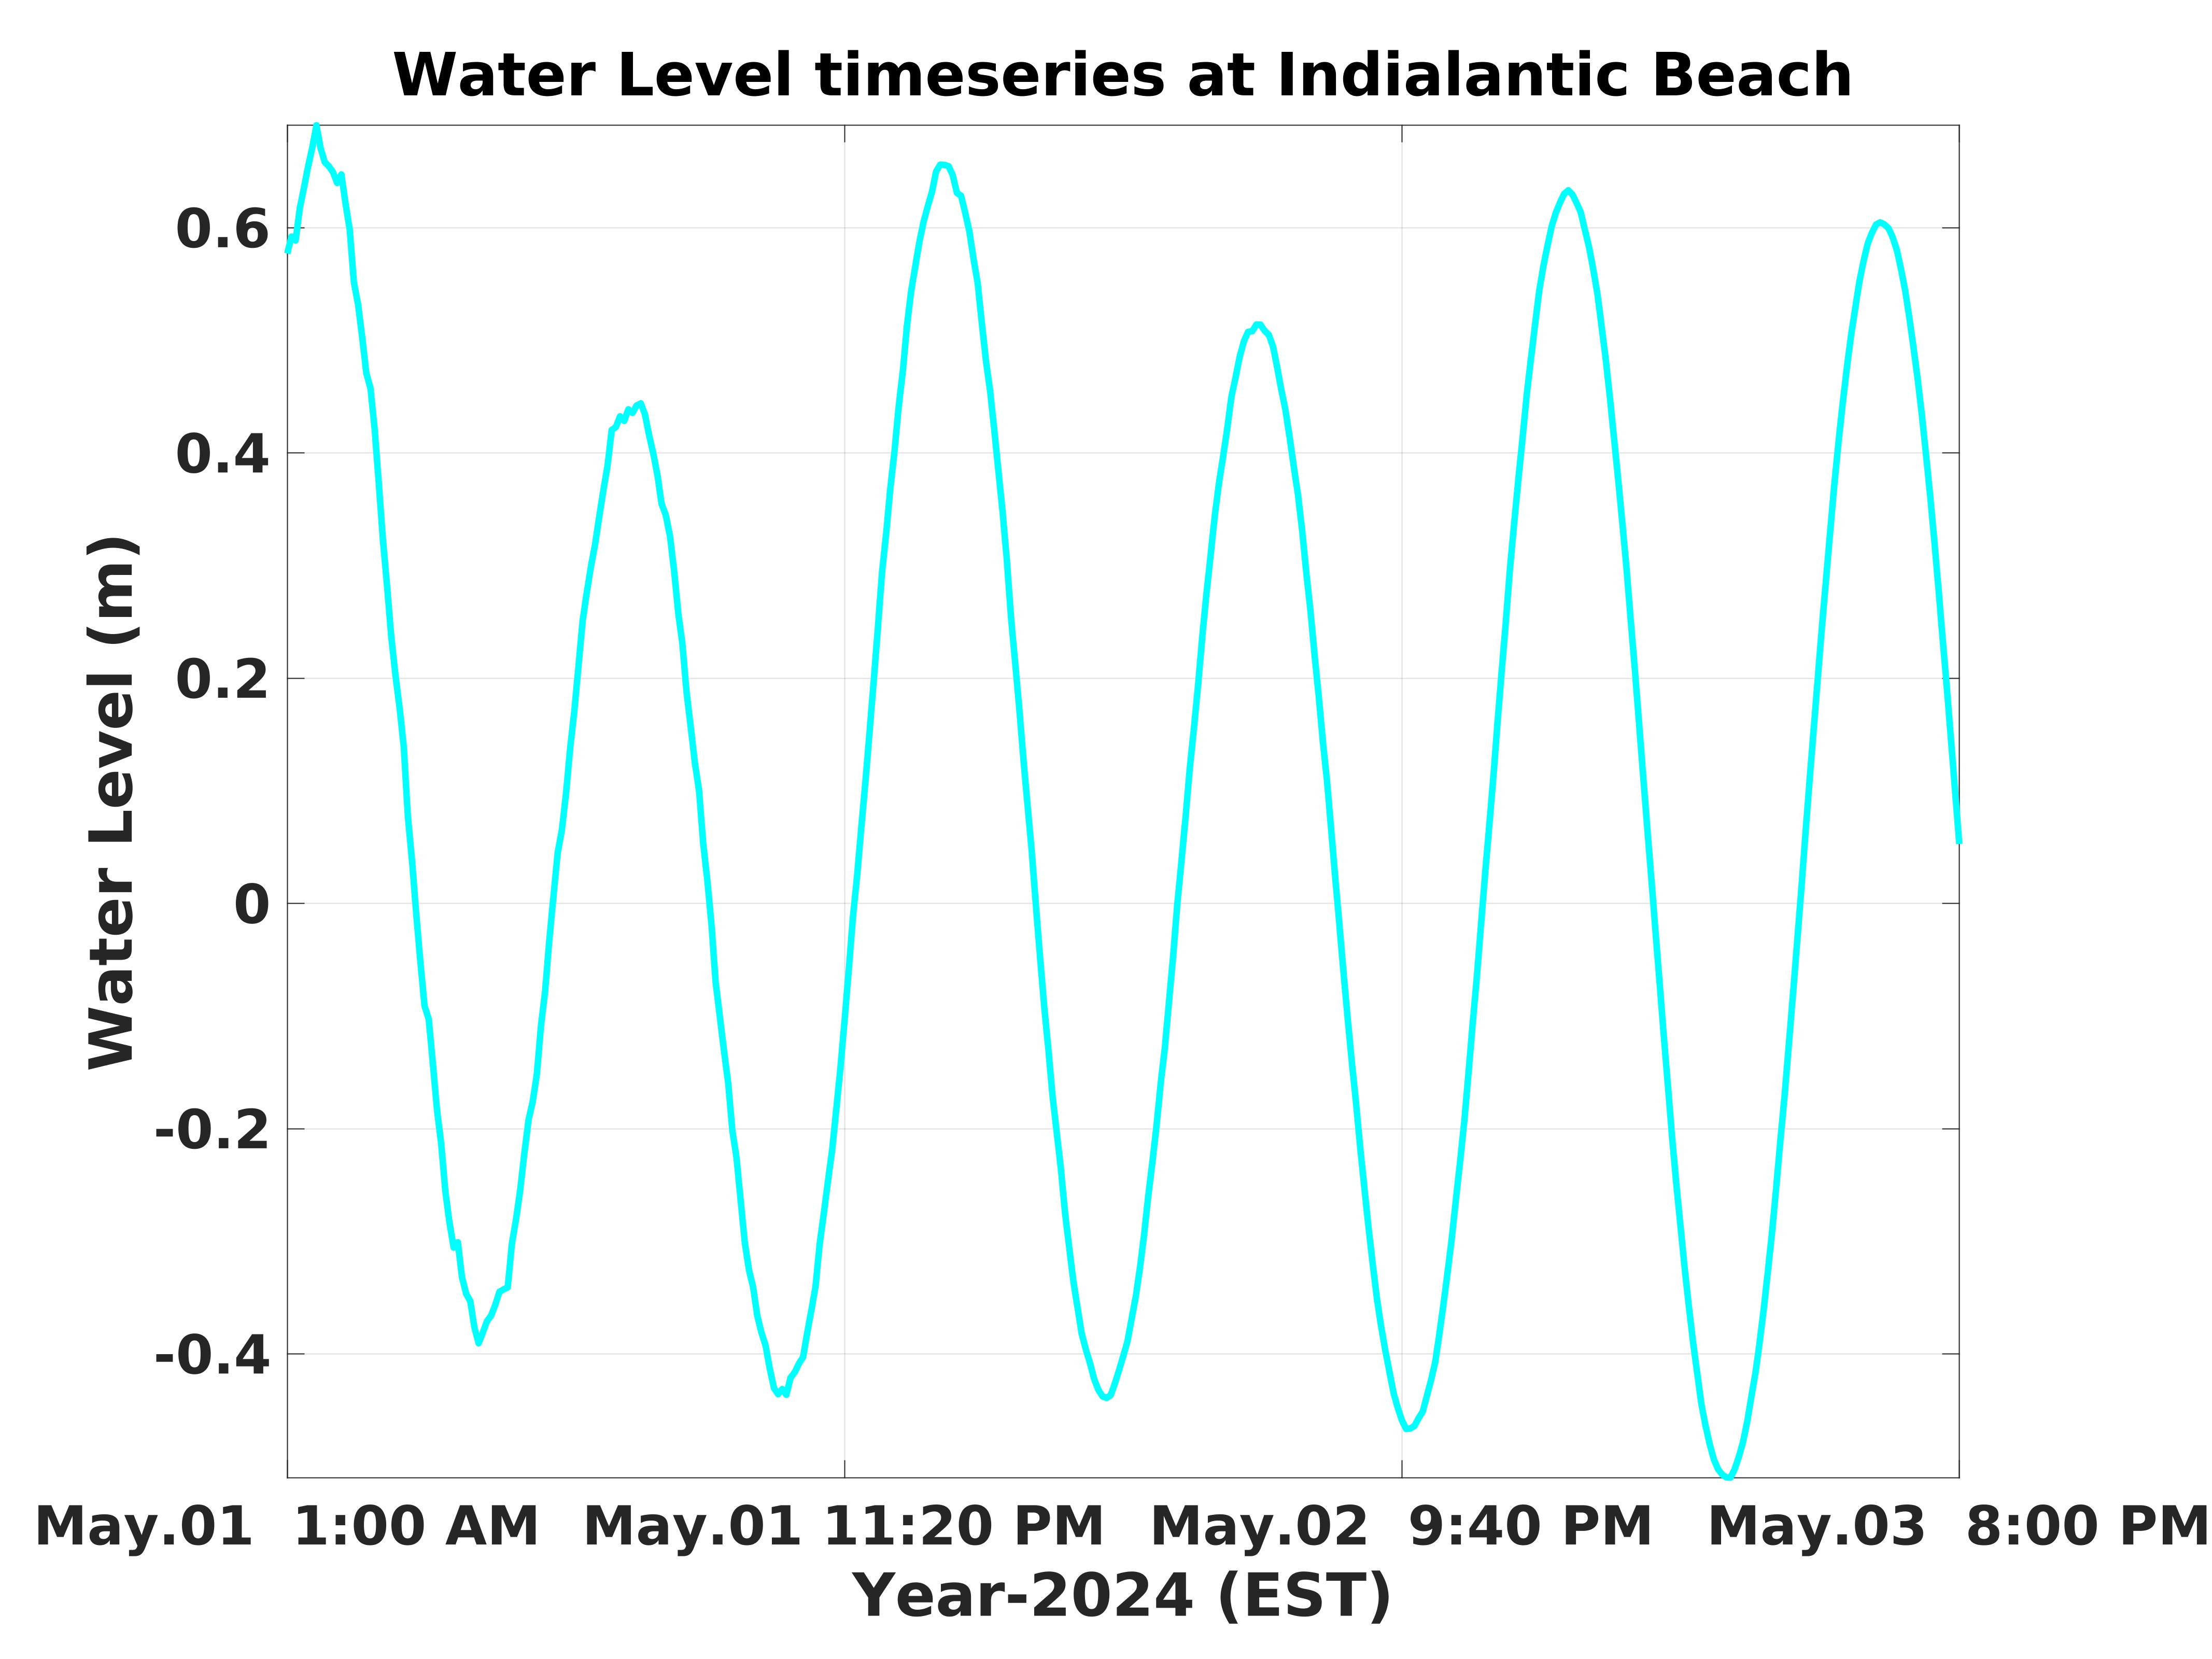 Water Level timeseries at Indialantic Beach
Water Level (m)
0.6
0.4
0.2
0
-0.2
-0.4
May.01  1:00 AM  May.01 11:20 PM  May.02  9:40 PM  May.03  8:00 PM
Year-2024 (EST)